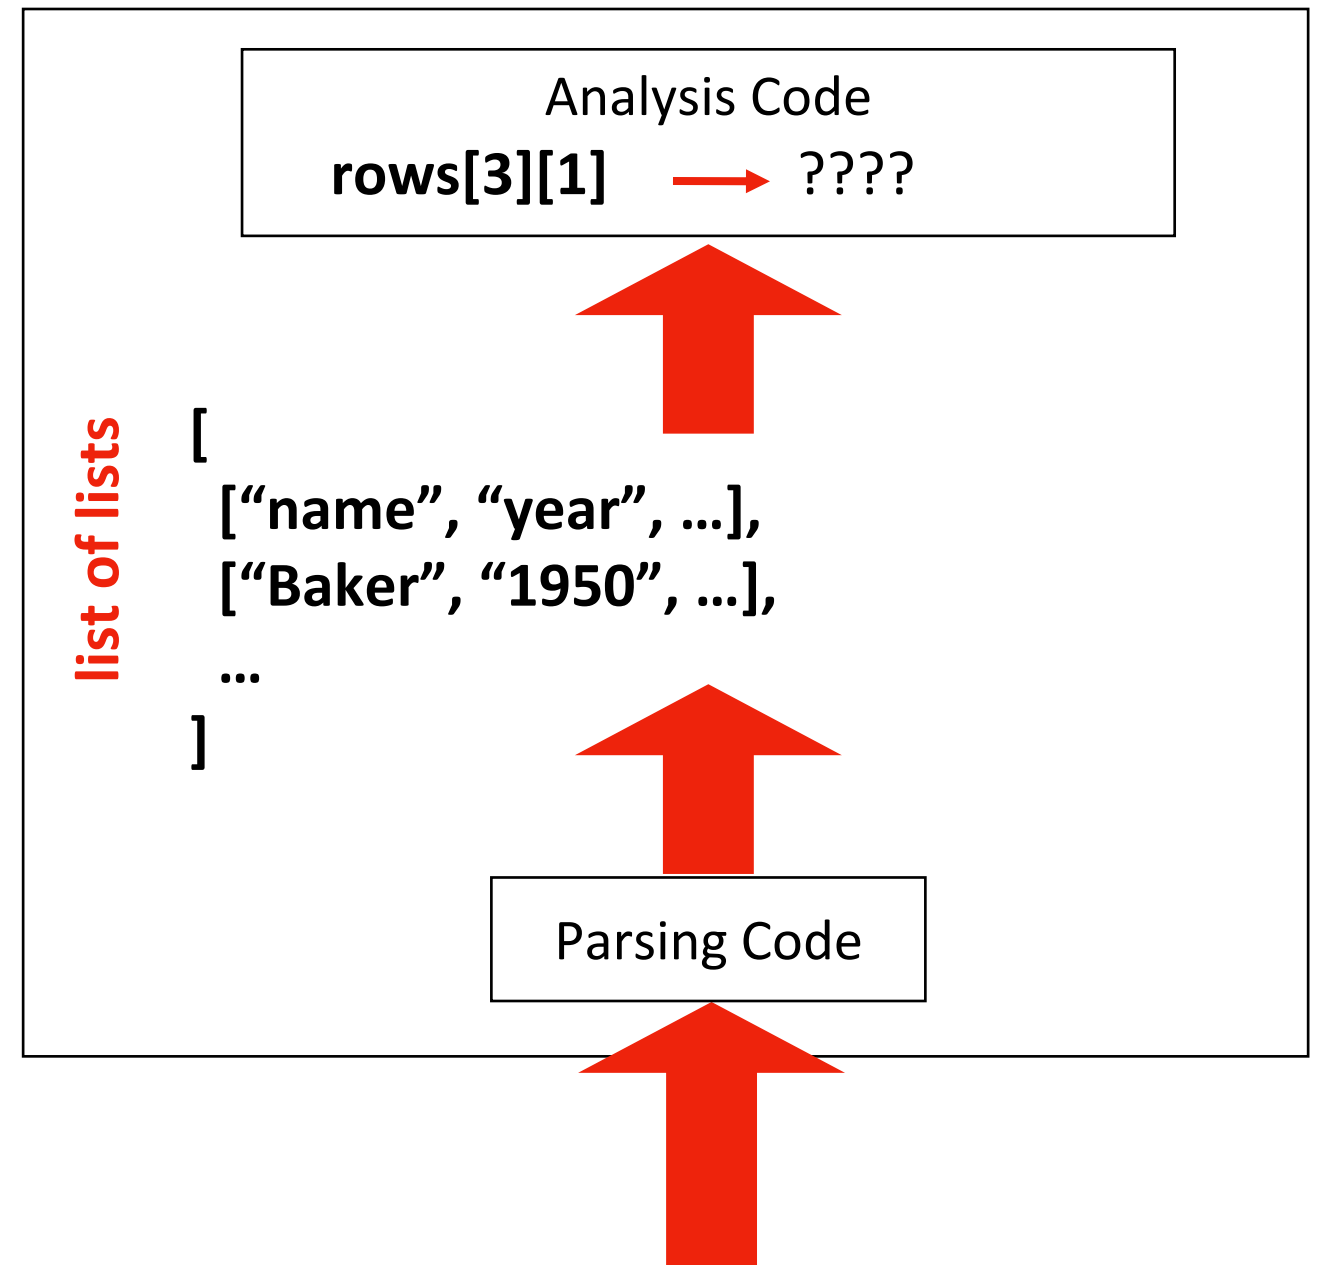 Analysis Code
rows[3][1] ????
list of lists
[
[“name”, “year”, …],
[“Baker”, “1950”, …],
…
]
Parsing Code